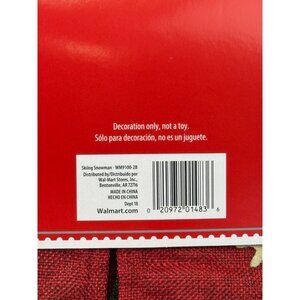 Decoration only, not a toy.
Sólo para decoración, no es un juguete.
Skiing Snowman - WM9100-2B
Distributed by/Distribuido por
Wal-Mart Stores, Inc.,
Bentonville, AR 72716
MADE IN CHINA
HECHO EN CHINA
Dept 18
Walmart.com
0 20972 01483 6